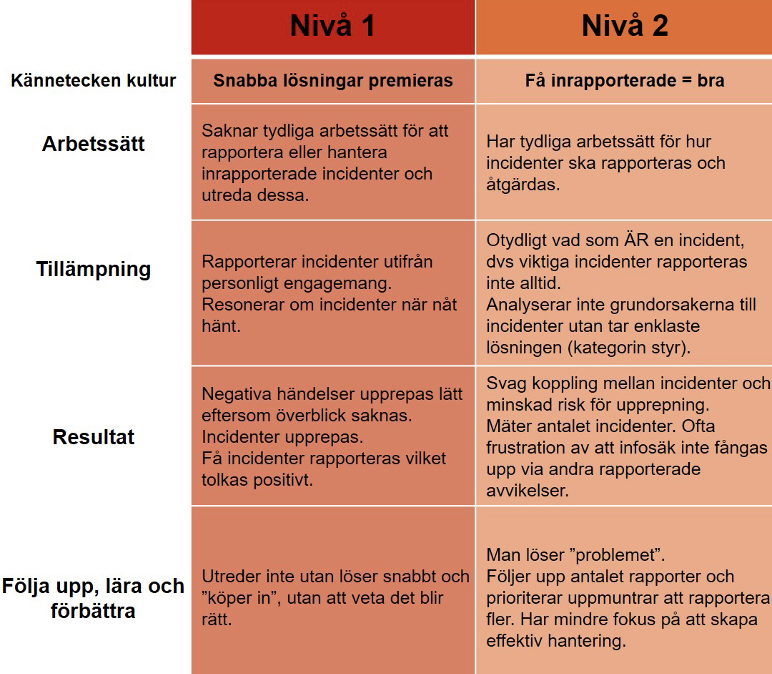 Nivå 1
Nivå 2
Kännetecken kultur
Snabba lösningar premieras
Få inrapporterade = bra
Arbetssätt
Saknar tydliga arbetssätt för att
rapportera eller hantera
inrapporterade incidenter och
utreda dessa.
Har tydliga arbetssätt för hur
incidenter ska rapporteras och
åtgärdas.
Tillämpning
Rapporterar incidenter utifrån
personligt engagemang.
Resonerar om incidenter när nåt
hänt.
Otydligt vad som ÄR en incident,
dvs viktiga incidenter rapporteras
inte alltid.
Analyserar inte grundorsakerna till
incidenter utan tar enklaste
lösningen (kategorin styr).
Resultat
Negativa händelser upprepas lätt
eftersom överblick saknas.
Incidenter upprepas.
Få incidenter rapporteras vilket
tolkas positivt.
Svag koppling mellan incidenter och
minskad risk för upprepning.
Mäter antalet incidenter. Ofta
frustration av att infosäk inte fångas
upp via andra rapporterade
avvikelser.
Följa upp, lära och
förbättra
Utreder inte utan löser snabbt och
”köper in”, utan att veta det blir
rätt.
Man löser ”problemet”.
Följer upp antalet rapporter och
prioriterar uppmuntrar att rapportera
fler. Har mindre fokus på att skapa
effektiv hantering.